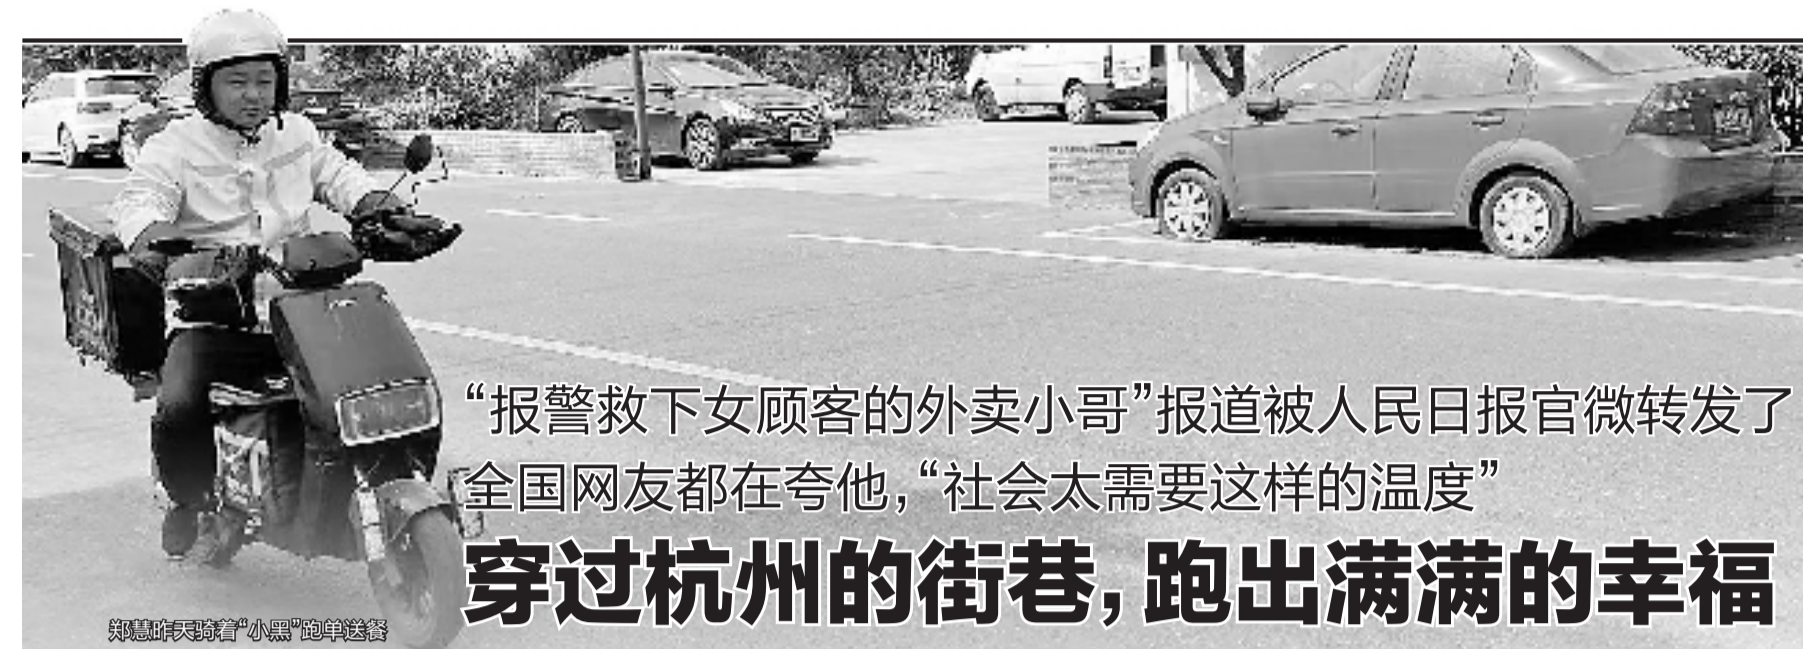 “报警救下女顾客的外卖小哥”报道被人民日报官微转发了
全国网友都在夸他，“社会太需要这样的温度”
穿过杭州的街巷，跑出满满的幸福
郑慧昨天骑着“小黑”跑单送餐